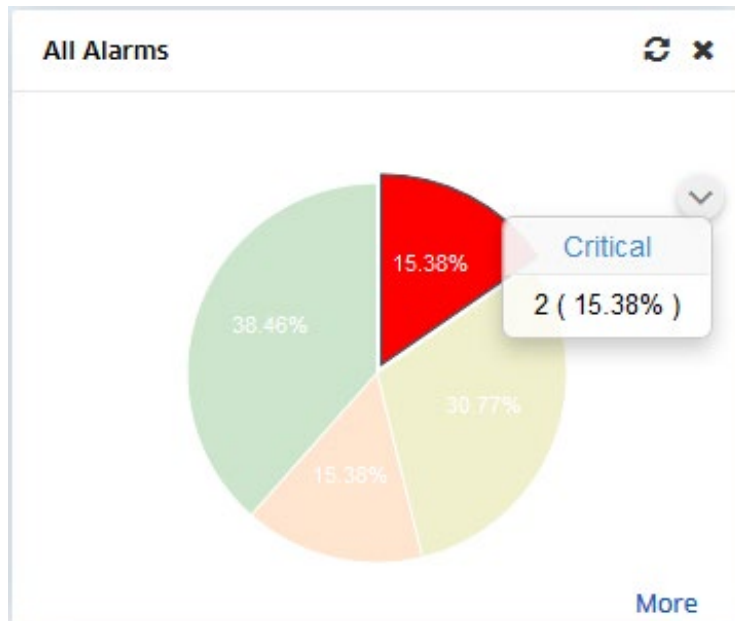 All Alarms
15.38%
Critical
2 ( 15.38% )
38.46%
30.77%
15.38%
More